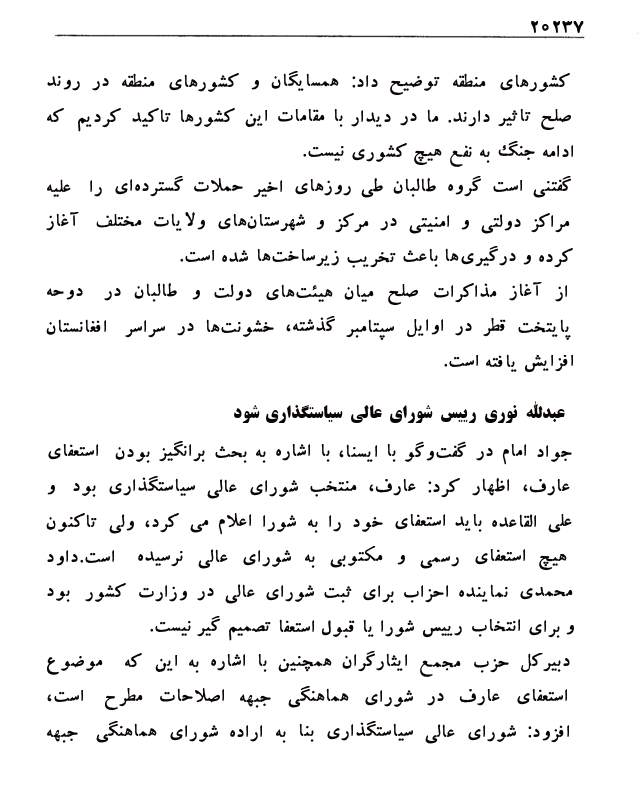 ۲۰۲۳۷
کشورهای منطقه توضیح داد: همسایگان و کشورهای منطقه در روند
صلح تاثیر دارند. ما در دیدار با مقامات این کشورها تاکید کردیم که
ادامه جنگ به نفع هیچ کشوری نیست.
گفتنی است گروه طالبان طی روزهای اخیر حملات گسترده‌ای را علیه
مراکز دولتی و امنیتی در مرکز و شهرستان‌های ولایات مختلف آغاز
کرده و درگیری‌ها باعث تخریب زیرساخت‌ها شده است.
از آغاز مذاکرات صلح میان هیئت‌های دولت و طالبان در دوحه
پایتخت قطر در اوایل سپتامبر گذشته، خشونت‌ها در سراسر افغانستان
افزایش یافته است.
عبدلله نوری رییس شورای عالی سیاستگذاری شود
جواد امام در گفت‌وگو با ایسنا، با اشاره به بحث برانگیز بودن استعفای
عارف، اظهار کرد: عارف، منتخب شورای عالی سیاستگذاری بود و
علی القاعده باید استعفای خود را به شورا اعلام می کرد، ولی تاکنون
هیچ استعفای رسمی و مکتوبی به شورای عالی نرسیده است.داود
محمدی نماینده احزاب برای ثبت شورای عالی در وزارت کشور بود
و برای انتخاب رییس شورا یا قبول استعفا تصمیم گیر نیست.
دبیرکل حزب مجمع ایثارگران همچنین با اشاره به این که موضوع
استعفای عارف در شورای هماهنگی جبهه اصلاحات مطرح است،
افزود: شورای عالی سیاستگذاری بنا به اراده شورای هماهنگی جبهه